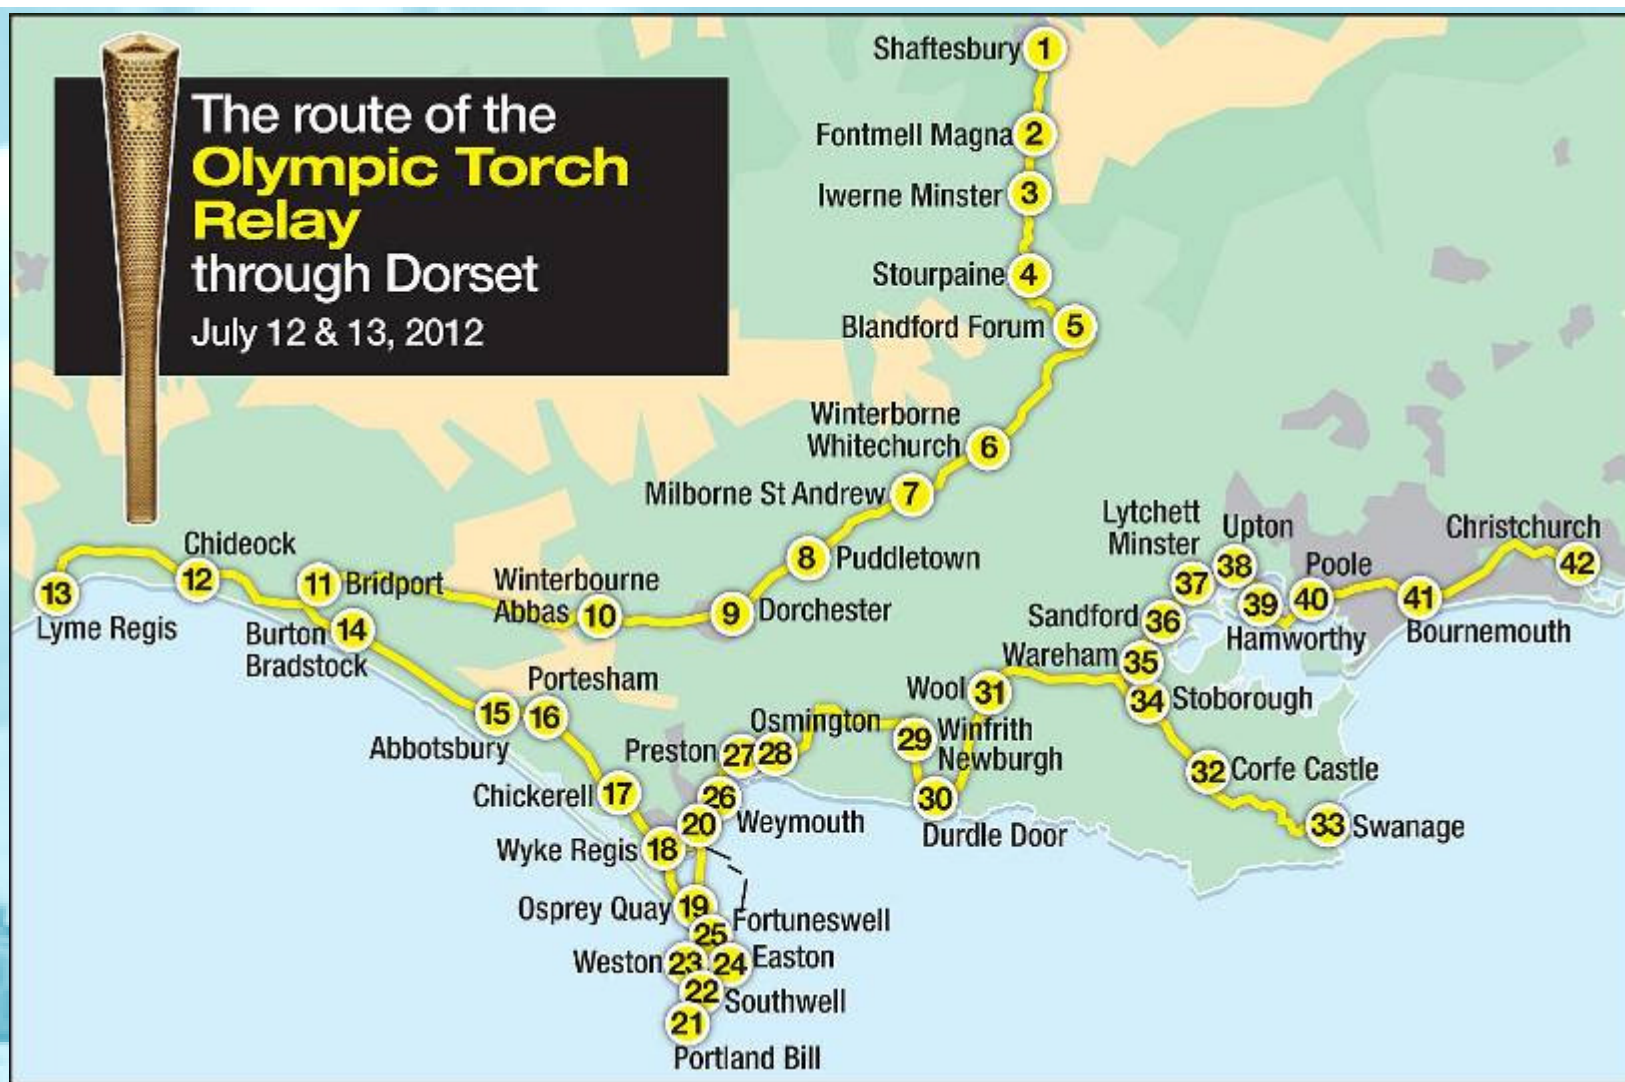 The route of the
Olympic Torch
Relay
through Dorset
July 12 & 13, 2012
Shaftesbury 1
Fontmell Magna 2
Iwerne Minster 3
Stourpaine 4
Blandford Forum 5
Winterborne
Whitechurch 6
Milborne St Andrew 7
8 Puddletown
9 Dorchester
Winterbourne
Abbas 10
11 Bridport
Chideock
12
13
Lyme Regis
Burton 14
Bradstock
15
Abbotsbury
Portesham
16
Chickerell 17
Wyke Regis 18
Osprey Quay 19
20
21
Portland Bill
22 Southwell
Weston 23
24 Easton
25 Fortuneswell
26
Weymouth
Preston 27
28
Osmington
29 Winfrith
Newburgh
30
Durdle Door
Wool 31
32 Corfe Castle
33 Swanage
34 Stoborough
Wareham 35
Sandford 36
Lytchett
Minster
37
Upton
38
39
Hamworthy
Poole
40
41
Bournemouth
Christchurch
42